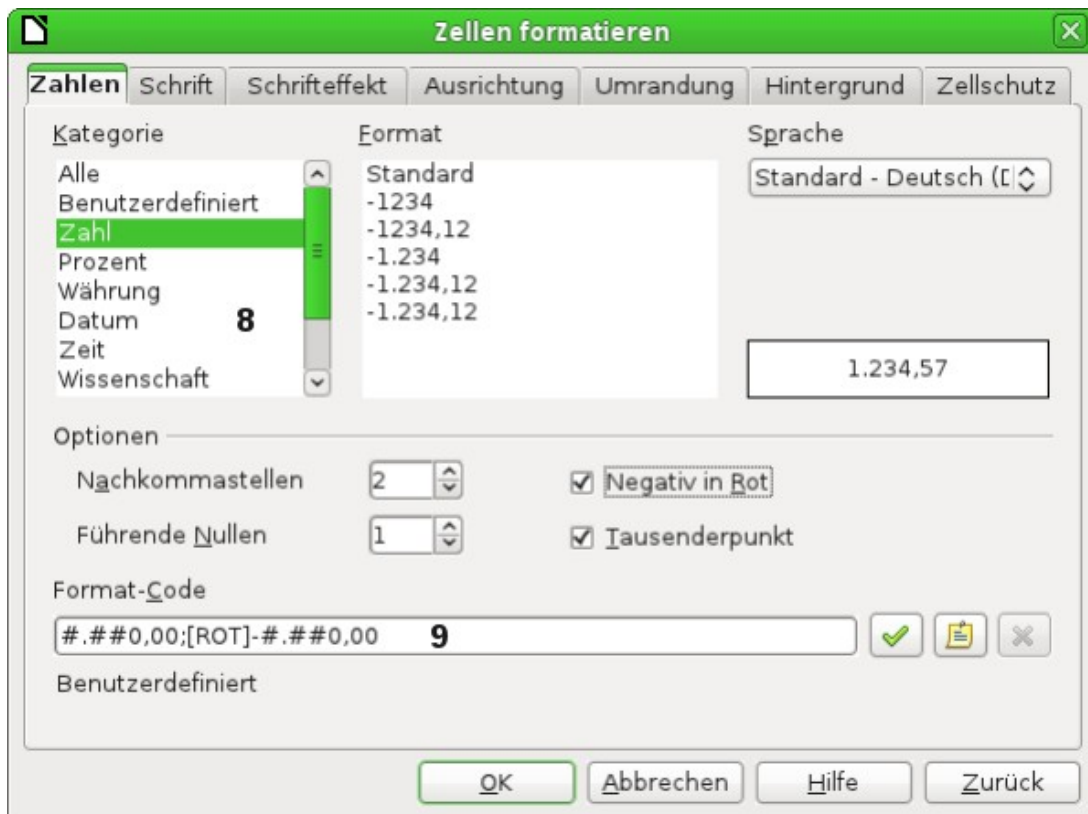 Zellen formatieren
Zahlen Schrift Schrifteffekt Ausrichtung Umrandung Hintergrund Zellschutz
Kategorie
Alle
Benutzerdefiniert
Zahl
Prozent
Währung
Datum
Zeit
Wissenschaft
8
Format
Standard
-1234
-1234,12
-1.234
-1.234,12
-1.234,12
Sprache
Standard - Deutsch (D
1.234,57
Optionen
Nachkommastellen 2 Negativ in Rot
Führende Nullen 1 Tausenderpunkt
Format-Code
#.##0,00;[ROT]-#.##0,00 9
Benutzerdefiniert
OK Abbrechen Hilfe Zurück